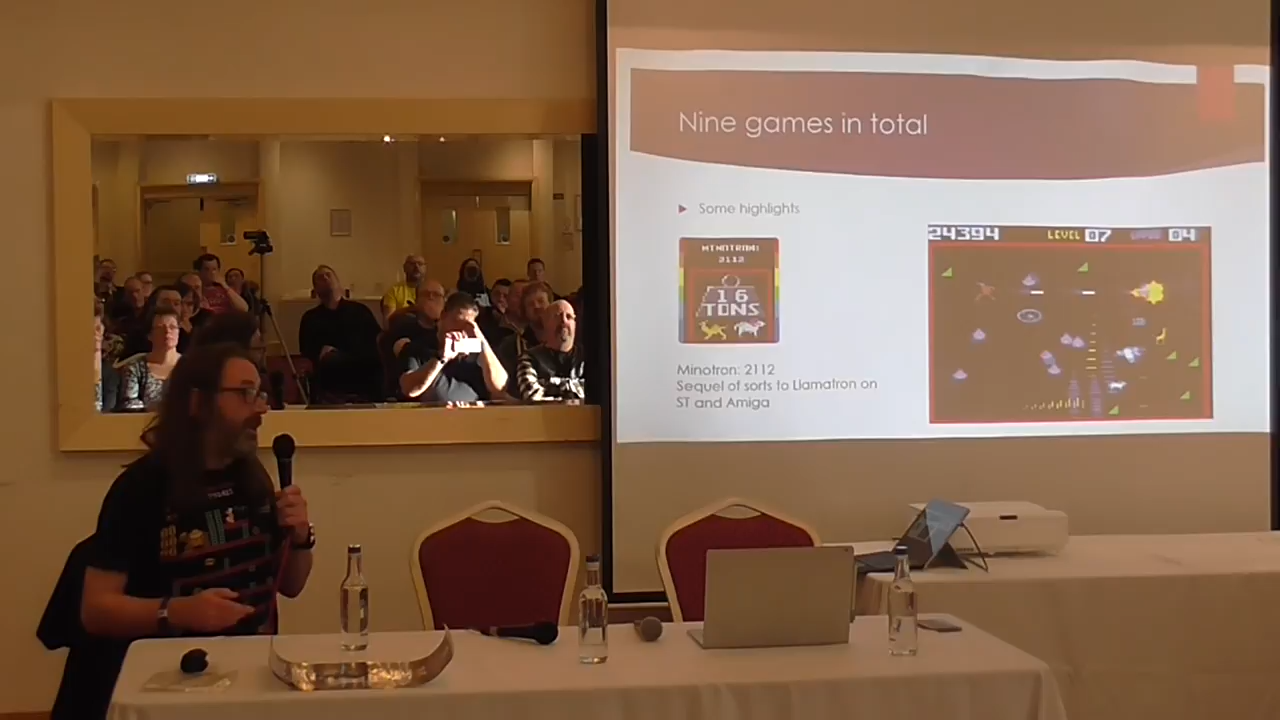 Nine games in total
Some highlights
MINOTRON:
2112
16
TONS
Minotron: 2112
Sequel of sorts to Llamatron on
ST and Amiga
24394 LEVEL 07 04